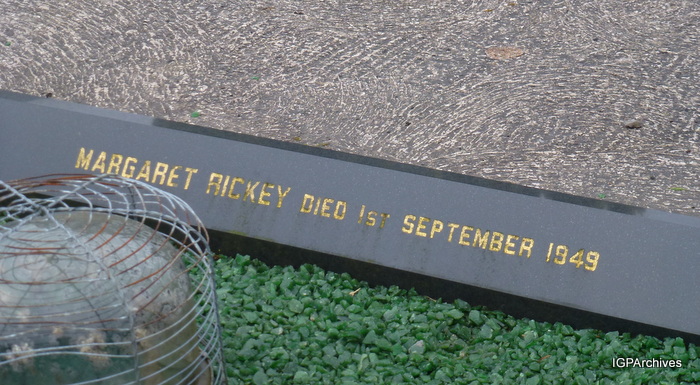 MARGARET RICKEY DIED 1ST SEPTEMBER 1949
IGPArchives